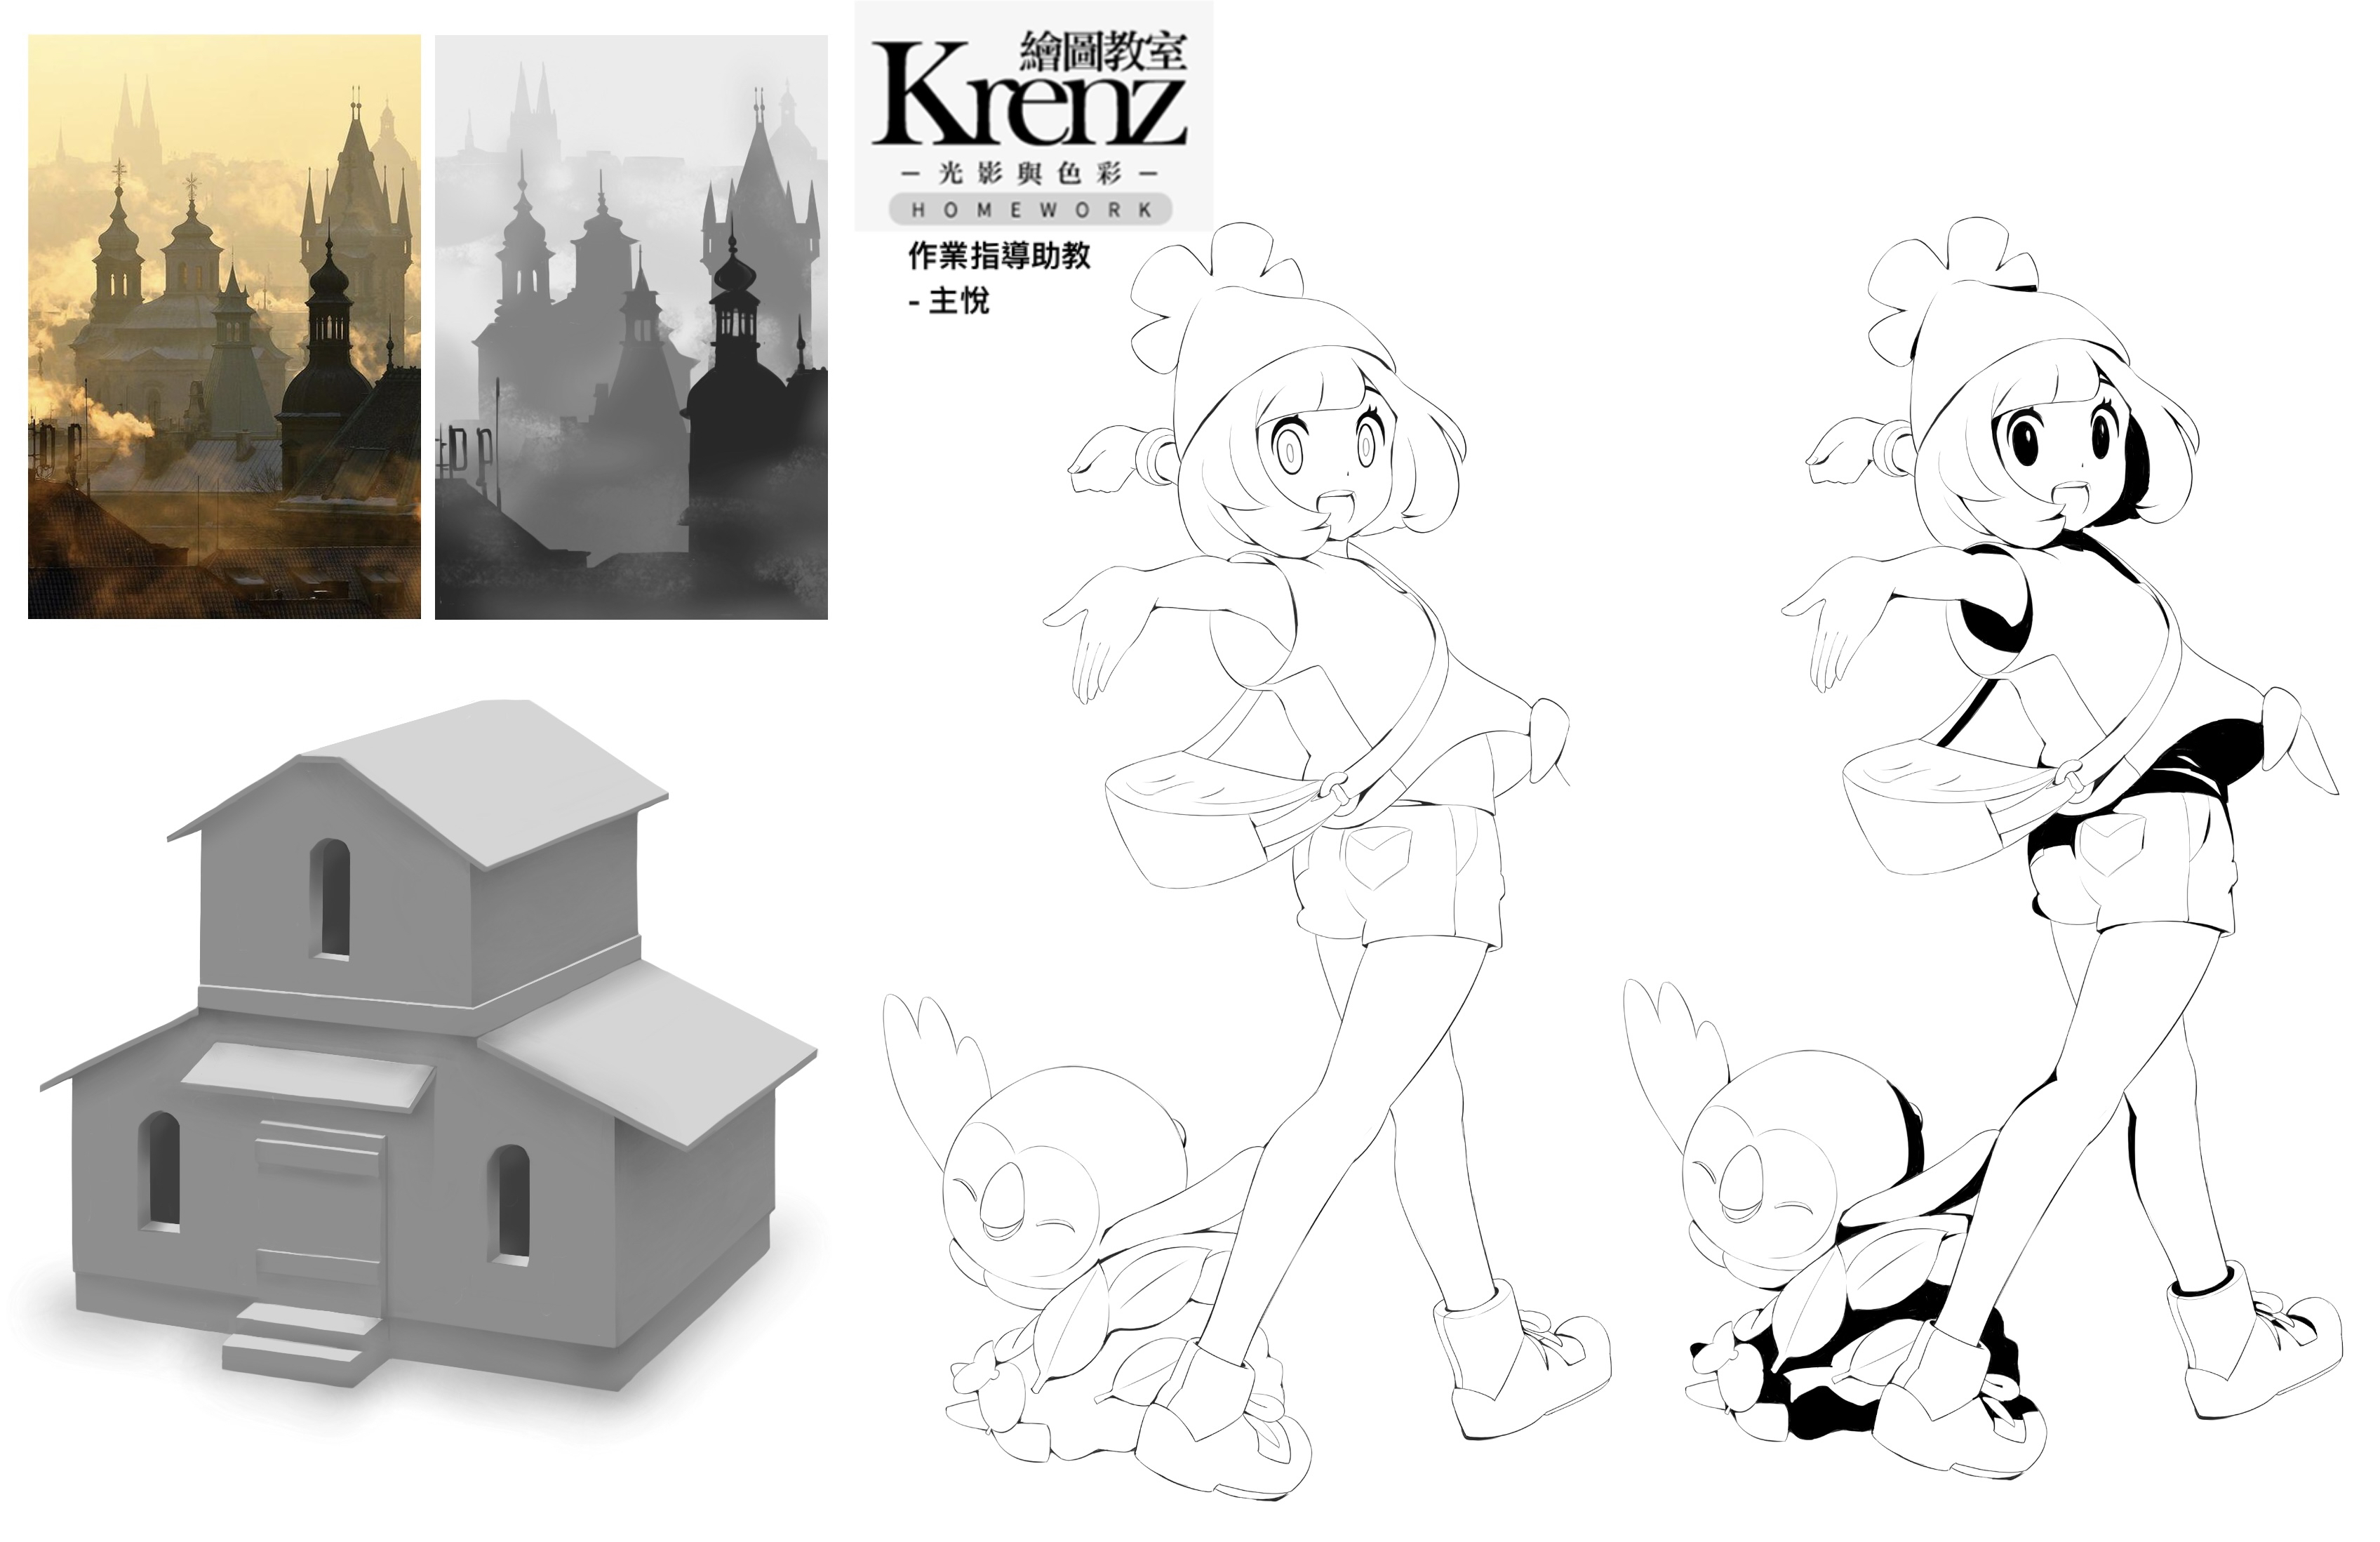 繪圖教室
Krenz
– 光影與色彩 –
HOMEWORK
作業指導助教
- 主悅